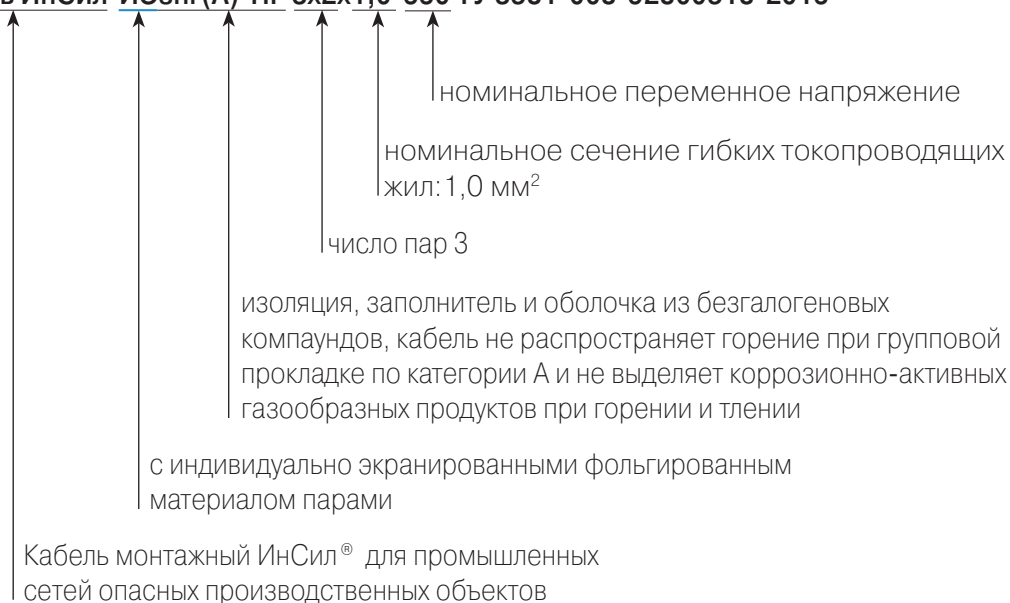 номинальное переменное напряжение
номинальное сечение гибких токопроводящих
жил: 1,0 мм²
число пар 3
изоляция, заполнитель и оболочка из безгалогеновых
компаундов, кабель не распространяет горение при групповой
прокладке по категории А и не выделяет коррозионно-активных
газообразных продуктов при горении и тлении
с индивидуально экранированными фольгированным
материалом парами
Кабель монтажный ИнСил® для промышленных
сетей опасных производственных объектов